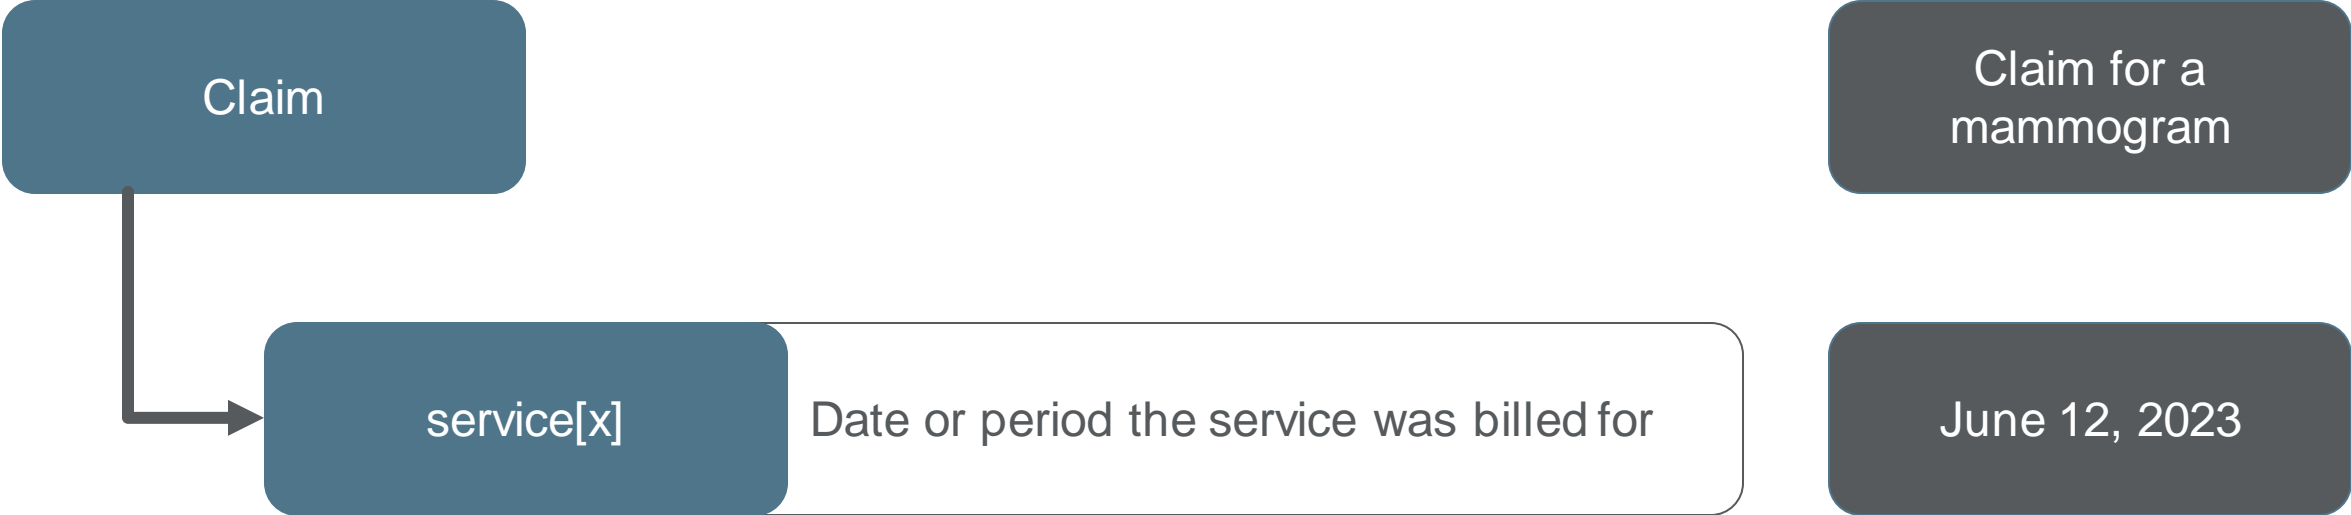 Claim
Claim for a
mammogram
service[x]
Date or period the service was billed for
June 12, 2023